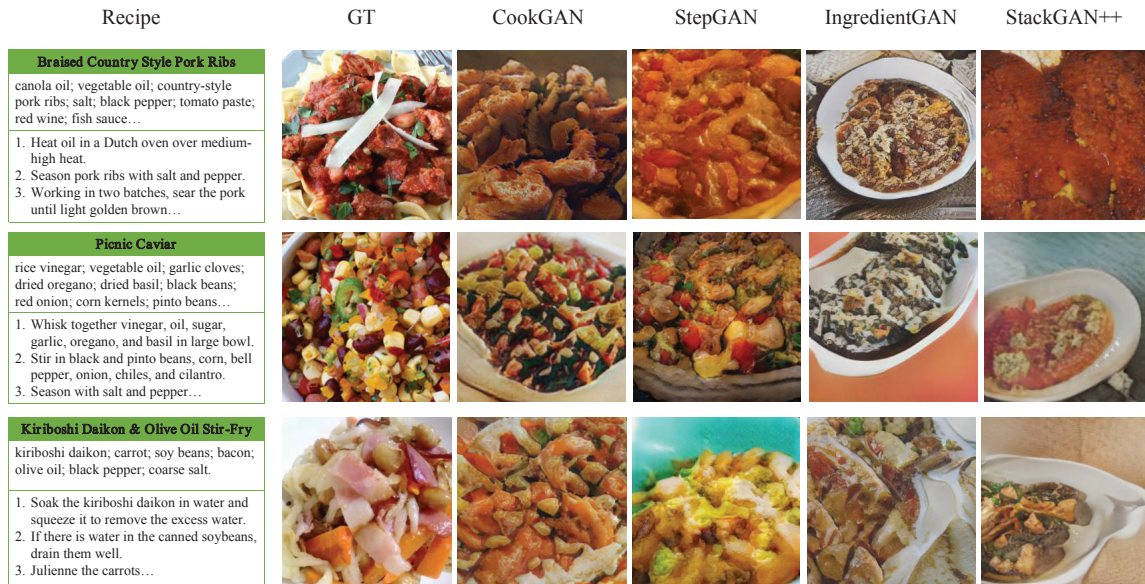 Recipe GT CookGAN StepGAN IngredientGAN StackGAN++
Braised Country Style Pork Ribs
canola oil; vegetable oil; country-style
pork ribs; salt; black pepper; tomato paste;
red wine; fish sauce…
1. Heat oil in a Dutch oven over medium-
high heat.
2. Season pork ribs with salt and pepper.
3. Working in two batches, sear the pork
until light golden brown…
Picnic Caviar
rice vinegar; vegetable oil; garlic cloves;
dried oregano; dried basil; black beans;
red onion; corn kernels; pinto beans…
1. Whisk together vinegar, oil, sugar,
garlic, oregano, and basil in large bowl.
2. Stir in black and pinto beans, corn, bell
pepper, onion, chiles, and cilantro.
3. Season with salt and pepper…
Kiriboshi Daikon & Olive Oil Stir-Fry
kiriboshi daikon; carrot; soy beans; bacon;
olive oil; black pepper; coarse salt.
1. Soak the kiriboshi daikon in water and
squeeze it to remove the excess water.
2. If there is water in the canned soybeans,
drain them well.
3. Julienne the carrots…